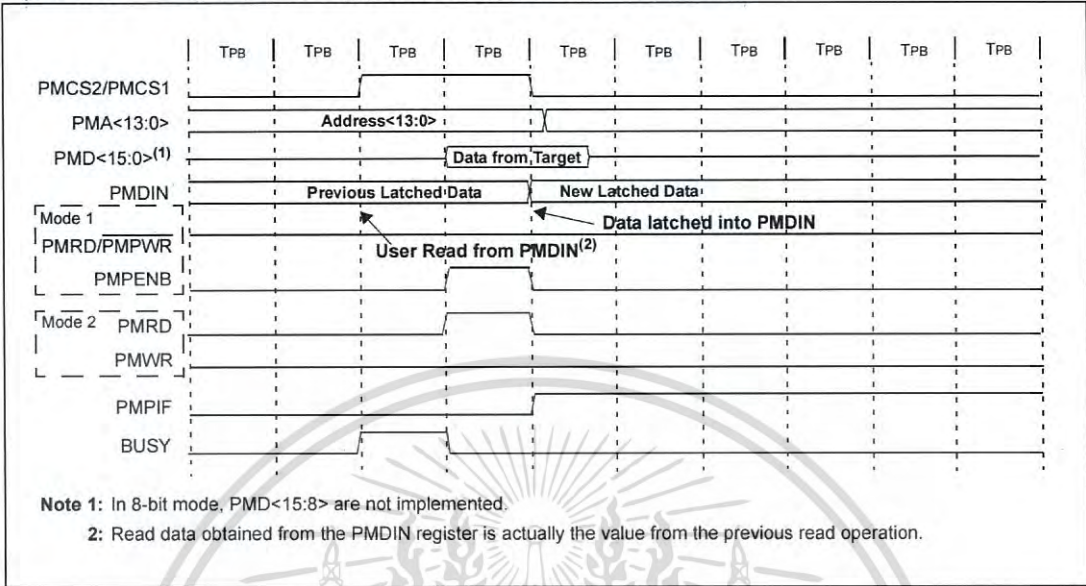 TPB TPB TPB TPB TPB TPB TPB TPB TPB TPB
PMCS2/PMCS1
PMA<13:0> Address<13:0>
PMD<15:0>(1) Data from Target
PMDIN Previous Latched Data New Latched Data
Mode 1 Data latched into PMDIN
PMRD/PMPWR User Read from PMDIN(2)
PMPENB
Mode 2 PMRD
PMWR
PMPIF
BUSY
Note 1: In 8-bit mode, PMD<15:8> are not implemented.
2: Read data obtained from the PMDIN register is actually the value from the previous read operation.